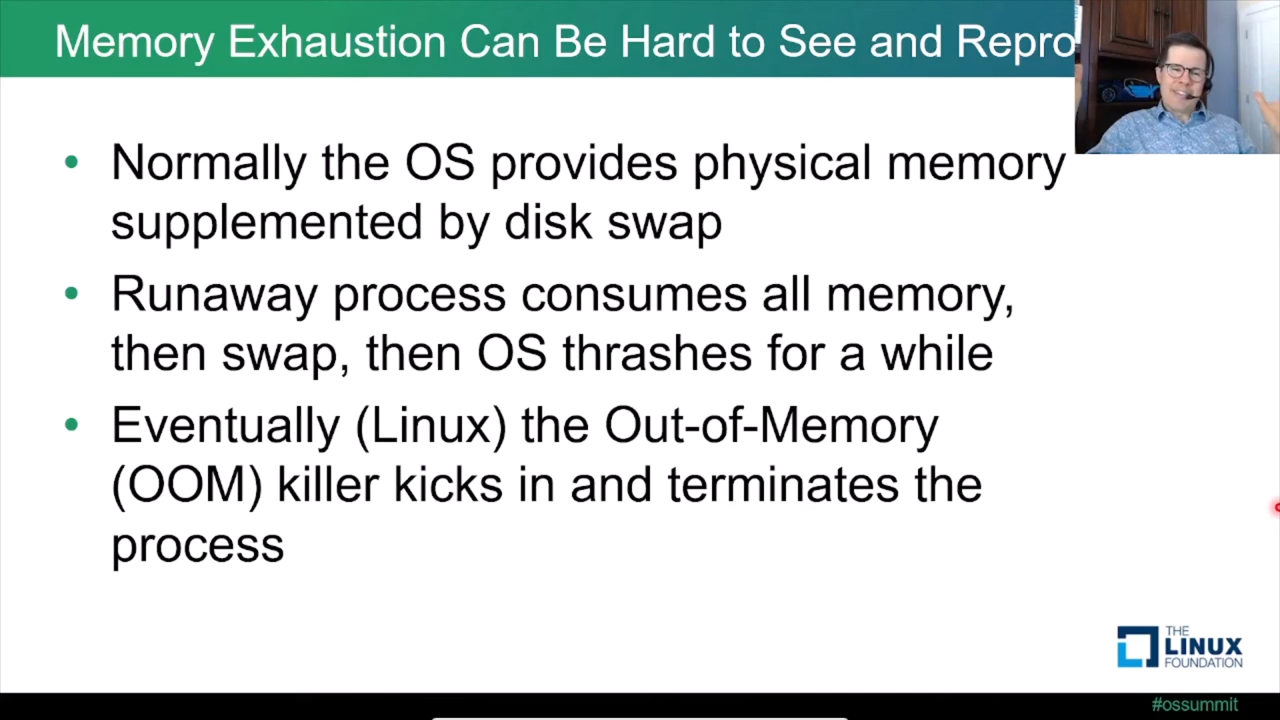 Memory Exhaustion Can Be Hard to See and Repro
• Normally the OS provides physical memory
supplemented by disk swap
• Runaway process consumes all memory,
then swap, then OS thrashes for a while
• Eventually (Linux) the Out-of-Memory
(OOM) killer kicks in and terminates the
process
THE
LINUX
FOUNDATION
#ossummit